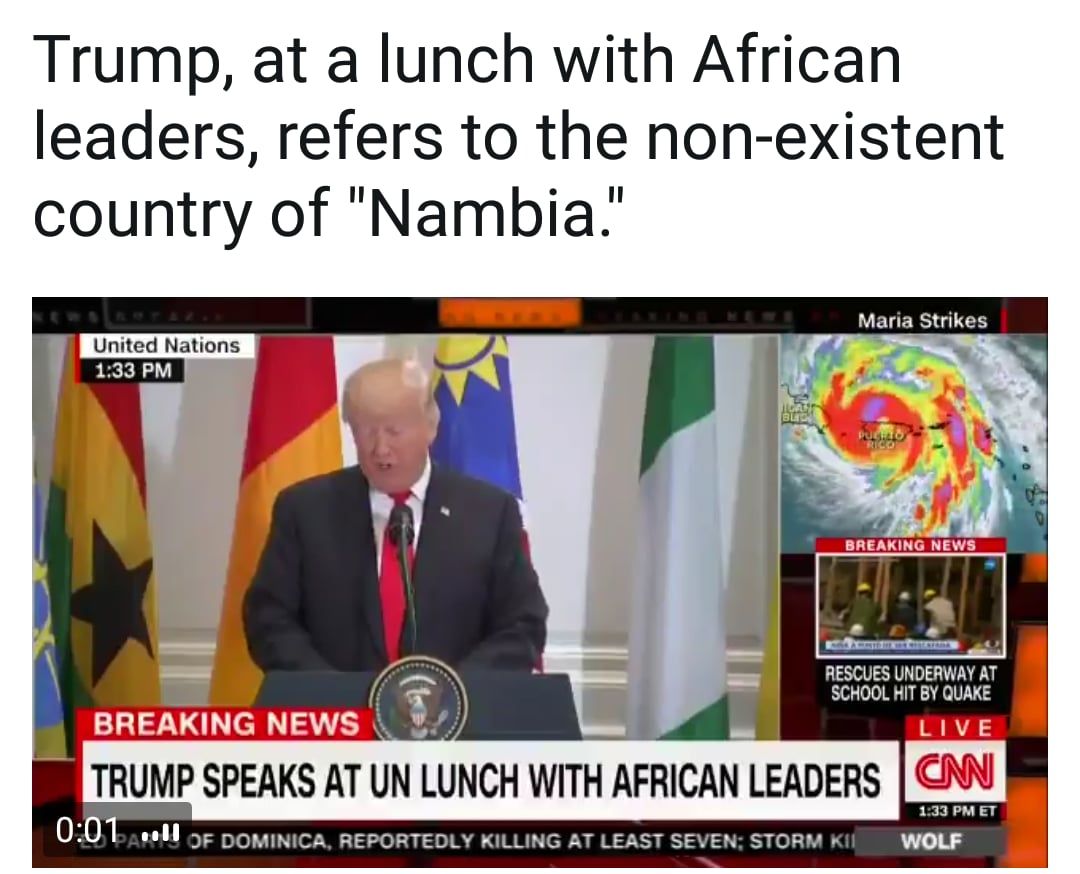 Trump, at a lunch with African
leaders, refers to the non-existent
country of "Nambia."
Maria Strikes
United Nations
1:33 PM
PUERTO
RICO
BREAKING NEWS
RESCUES UNDERWAY AT
SCHOOL HIT BY QUAKE
BREAKING NEWS
LIVE
TRUMP SPEAKS AT UN LUNCH WITH AFRICAN LEADERS
CNN
1:33 PM ET
0:01
OF DOMINICA, REPORTEDLY KILLING AT LEAST SEVEN; STORM
WOLF